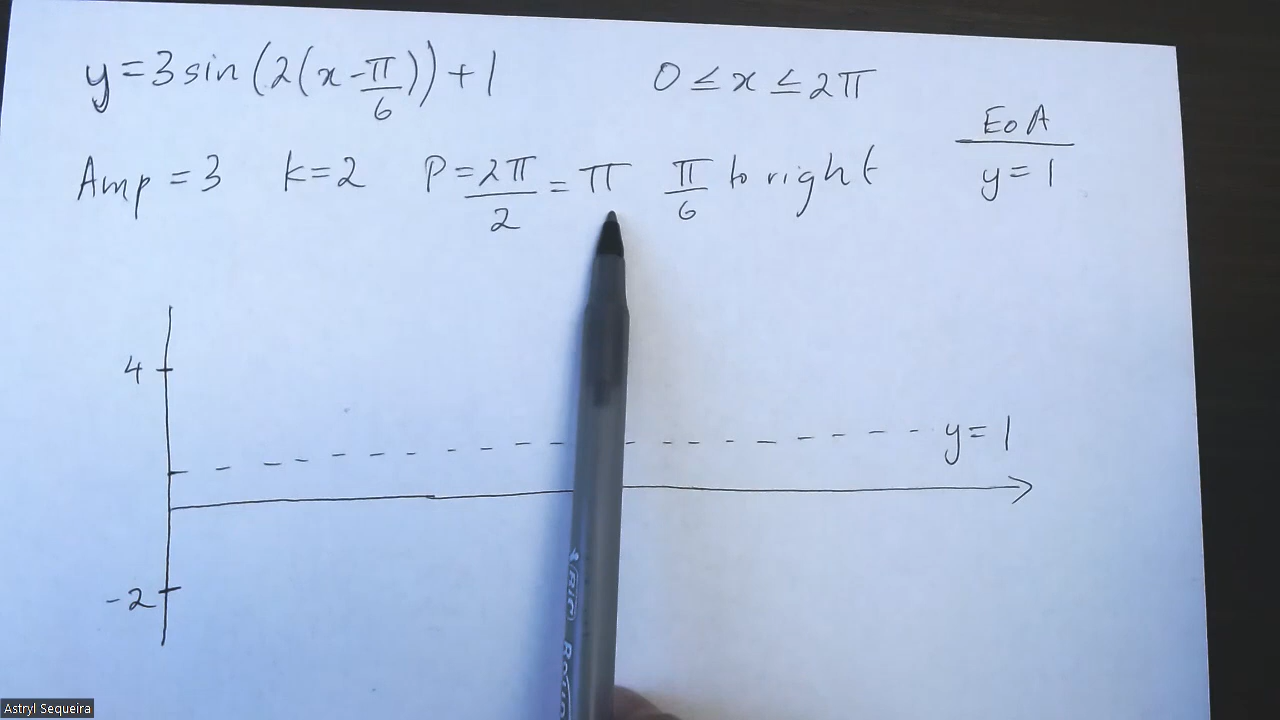 y = 3 sin (2(x - π/6)) + 1 0 ≤ x ≤ 2π
EoA
Amp = 3 k = 2 P = 2π/2 = π π/6 to right y = 1
4
y = 1
-2
BIC
Astryl Sequeira